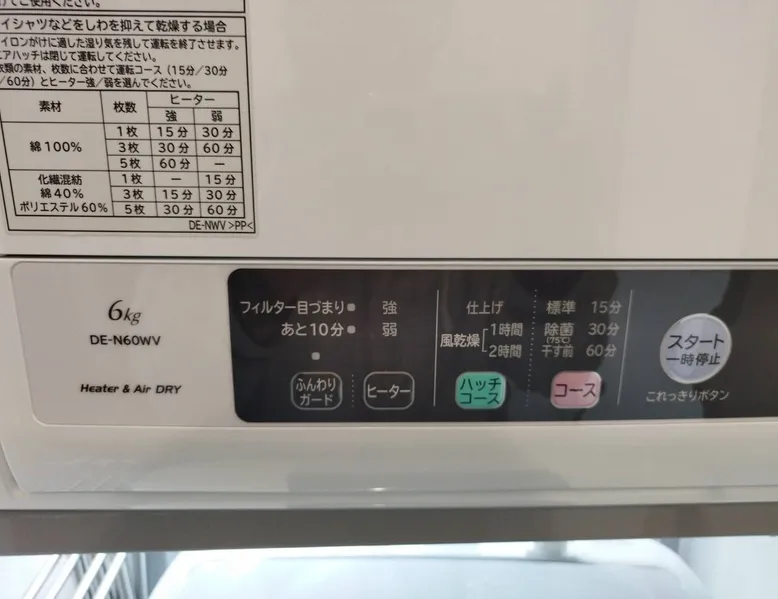 てご使用ください。
イシャツなどをしわを抑えて乾燥する場合
イロンがけに適した湿り気を残して運転を終了させます。
エアハッチは閉じて運転してください。
衣類の素材、枚数に合わせて運転コース（15分／30分
／60分）とヒーター強／弱を選んでください。
素材 枚数 ヒーター
強 弱
綿100% 1枚 15分 30分
3枚 30分 60分
5枚 60分 －
化繊混紡 1枚 － 15分
綿40% 3枚 15分 30分
ポリエステル60% 5枚 30分 60分
DE-NWV >PP<
6kg
DE-N60WV
Heater & Air DRY
フィルター目づまり 強
あと10分 弱
ふんわり
ガード
ヒーター
仕上げ
風乾燥 1時間
2時間
ハッチ
コース
標準 15分
除菌 30分
(75℃)
干す前 60分
コース
スタート
一時停止
これっきりボタン